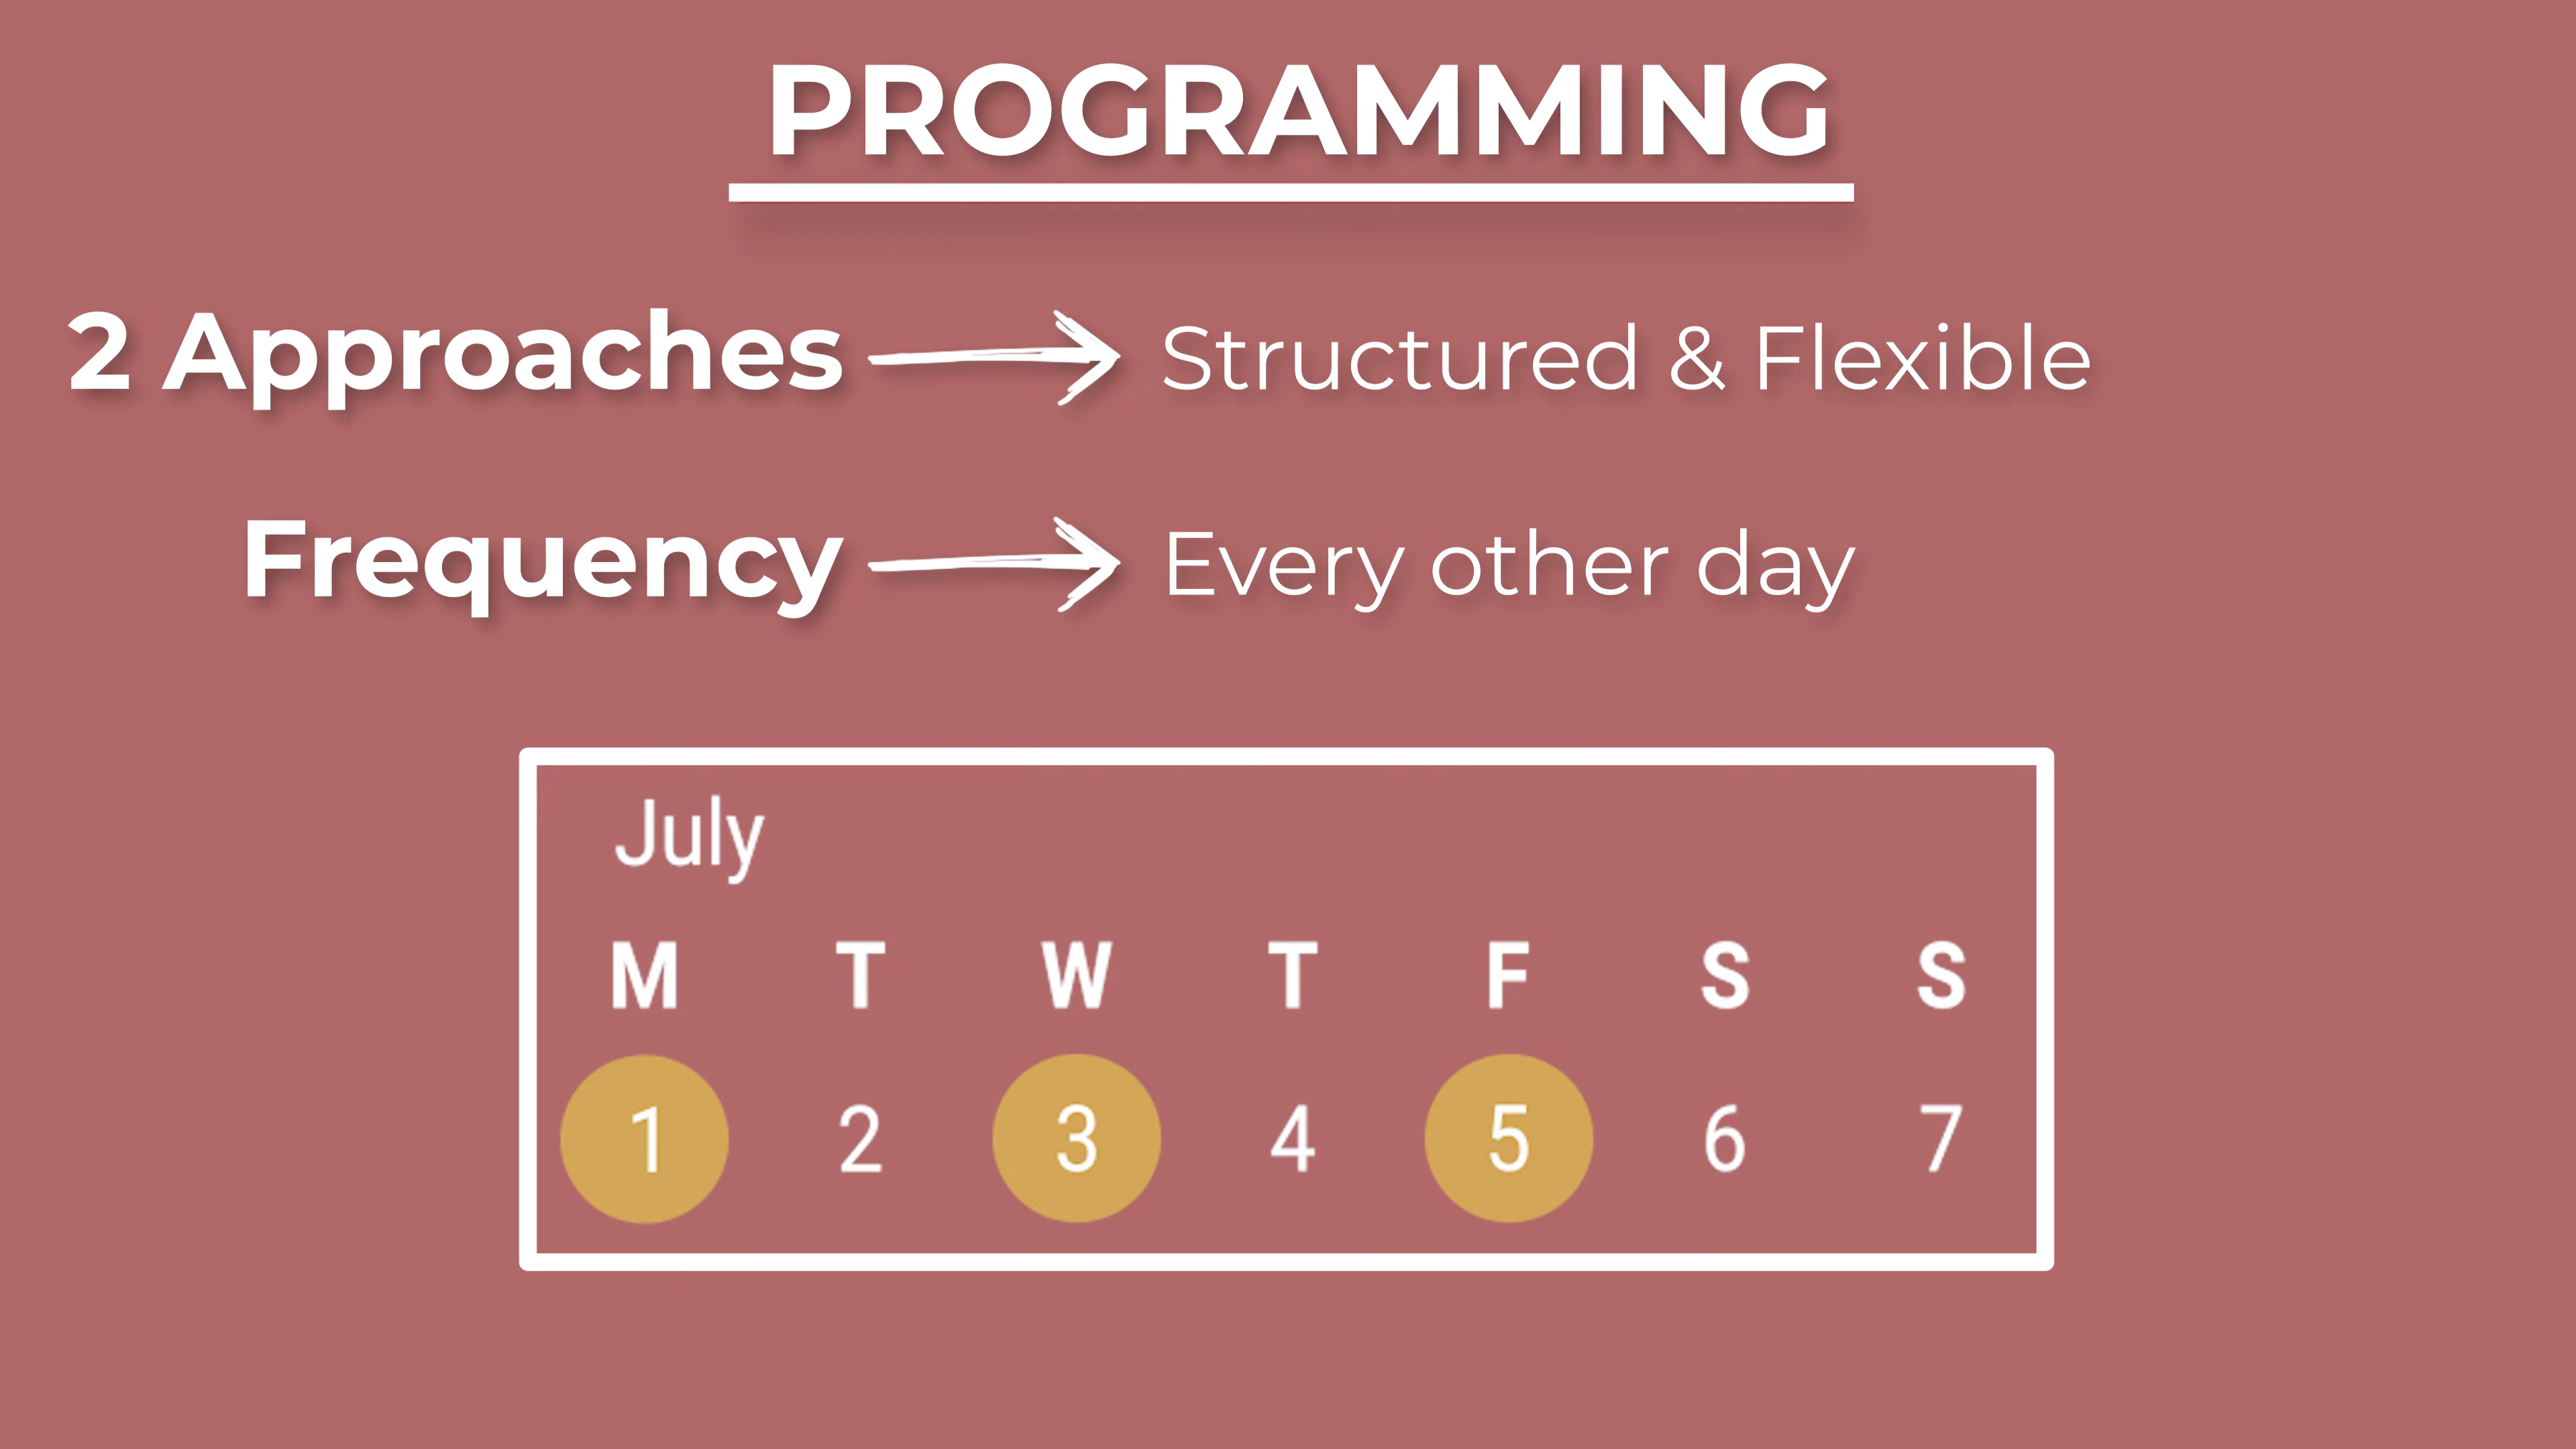 PROGRAMMING
2 Approaches Structured & Flexible
Frequency Every other day
July
M T W T F S S
1 2 3 4 5 6 7